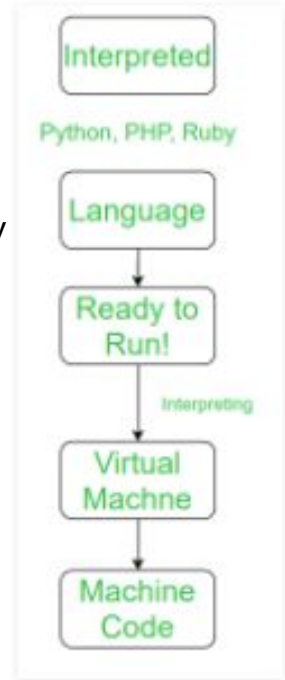 Interpreted
Python, PHP, Ruby
Language
y
Ready to
Run!
Interpreting
Virtual
Machne
Machine
Code